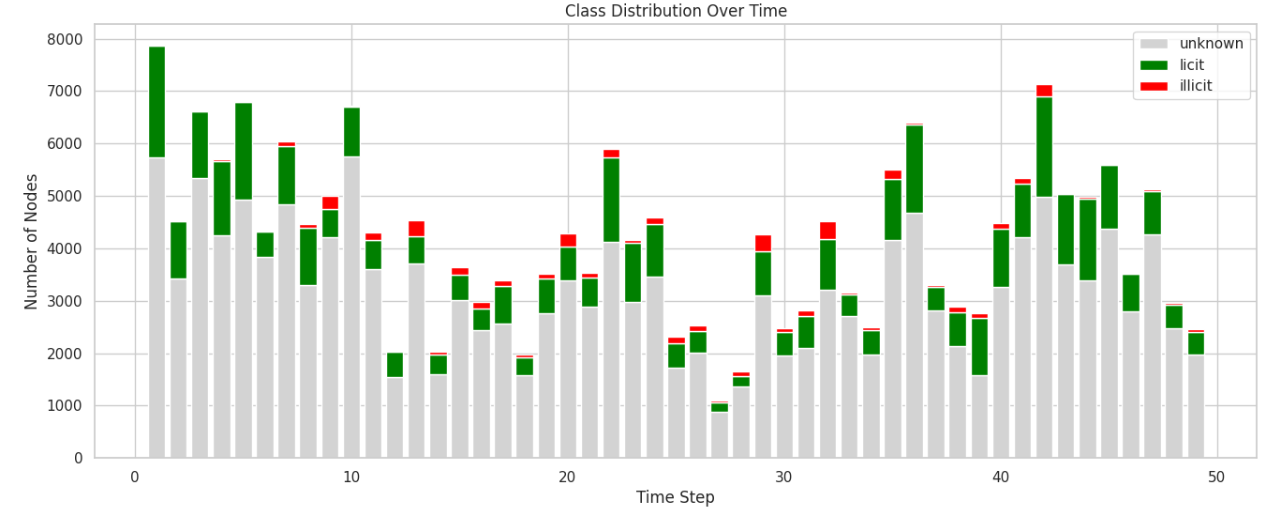 Class Distribution Over Time
8000
7000
6000
5000
4000
3000
2000
1000
0
Number of Nodes
0 10 20 30 40 50
Time Step
unknown
licit
illicit